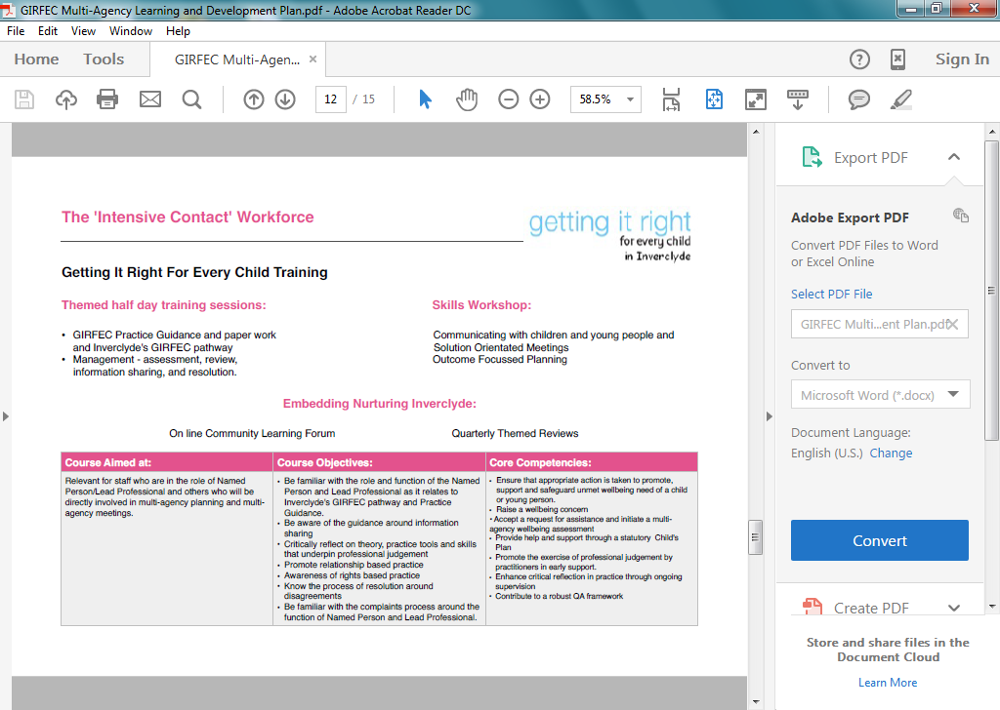 GIRFEC Multi-Agency Learning and Development Plan.pdf - Adobe Acrobat Reader DC
File Edit View Window Help
Home Tools GIRFEC Multi-Agen... × Sign In
12 / 15 58.5%
The 'Intensive Contact' Workforce
getting it right
for every child
in Inverclyde
Getting It Right For Every Child Training
Themed half day training sessions:
• GIRFEC Practice Guidance and paper work
and Inverclyde's GIRFEC pathway
• Management - assessment, review,
information sharing, and resolution.
Skills Workshop:
Communicating with children and young people and
Solution Orientated Meetings
Outcome Focussed Planning
Embedding Nurturing Inverclyde:
On line Community Learning Forum
Quarterly Themed Reviews
Course Aimed at:
Relevant for staff who are in the role of Named
Person/Lead Professional and others who will be
directly involved in multi-agency planning and multi-
agency meetings.
Course Objectives:
• Be familiar with the role and function of the Named
Person and Lead Professional as it relates to
Inverclyde's GIRFEC pathway and Practice
Guidance.
• Be aware of the guidance around information
sharing
• Critically reflect on theory, practice tools and skills
that underpin professional judgement
• Promote relationship based practice
• Awareness of rights based practice
• Know the process of resolution around
disagreements
• Be familiar with the complaints process around the
function of Named Person and Lead Professional.
Core Competencies:
• Ensure that appropriate action is taken to promote,
support and safeguard unmet wellbeing need of a child
or young person.
• Raise a wellbeing concern
• Accept a request for assistance and initiate a multi-
agency wellbeing assessment
• Provide help and support through a statutory Child's
Plan
• Promote the exercise of professional judgement by
practitioners in early support.
• Enhance critical reflection in practice through ongoing
supervision
• Contribute to a robust QA framework
Export PDF
Adobe Export PDF
Convert PDF Files to Word
or Excel Online
Select PDF File
GIRFEC Multi...ent Plan.pdf ×
Convert to
Microsoft Word (*.docx)
Document Language:
English (U.S.) Change
Convert
Create PDF
Store and share files in the
Document Cloud
Learn More